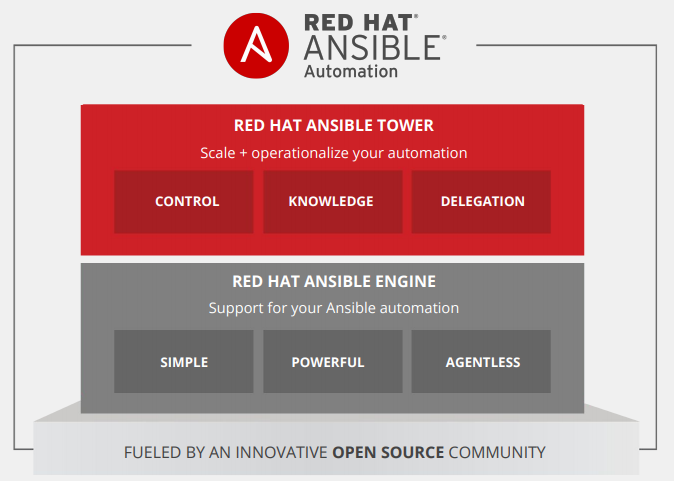 RED HAT®
ANSIBLE®
Automation
RED HAT ANSIBLE TOWER
Scale + operationalize your automation
CONTROL
KNOWLEDGE
DELEGATION
RED HAT ANSIBLE ENGINE
Support for your Ansible automation
SIMPLE
POWERFUL
AGENTLESS
FUELED BY AN INNOVATIVE OPEN SOURCE COMMUNITY